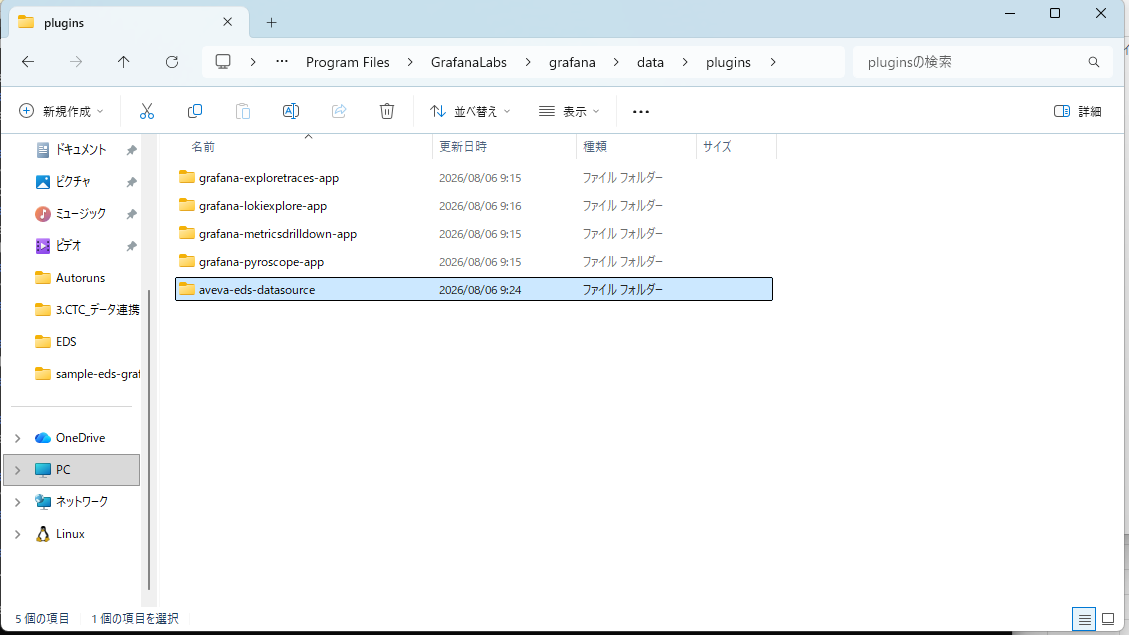 plugins
… Program Files GrafanaLabs grafana data plugins pluginsの検索
新規作成 並べ替え 表示 … 詳細
名前 更新日時 種類 サイズ
ドキュメント
ピクチャ
ミュージック
ビデオ
Autoruns
3.CTC_データ連携
EDS
sample-eds-graf
OneDrive
PC
ネットワーク
Linux
grafana-exploretraces-app 2026/08/06 9:15 ファイル フォルダー
grafana-lokiexplore-app 2026/08/06 9:16 ファイル フォルダー
grafana-metricsdrilldown-app 2026/08/06 9:15 ファイル フォルダー
grafana-pyroscope-app 2026/08/06 9:15 ファイル フォルダー
aveva-eds-datasource 2026/08/06 9:24 ファイル フォルダー
5 個の項目 1 個の項目を選択